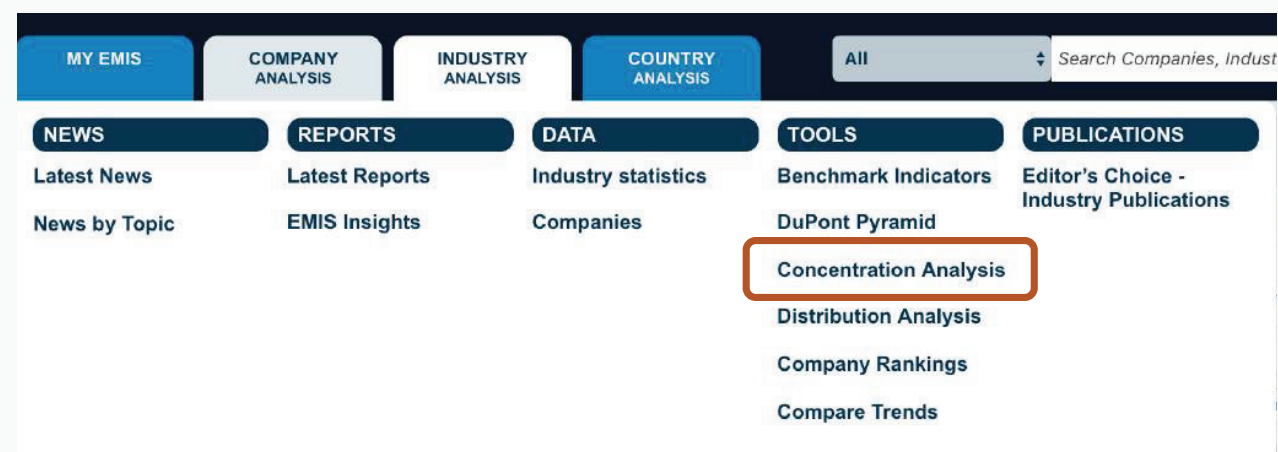 MY EMIS
COMPANY
ANALYSIS
INDUSTRY
ANALYSIS
COUNTRY
ANALYSIS
All
Search Companies, Indust
NEWS
Latest News
News by Topic
REPORTS
Latest Reports
EMIS Insights
DATA
Industry statistics
Companies
TOOLS
Benchmark Indicators
DuPont Pyramid
Concentration Analysis
Distribution Analysis
Company Rankings
Compare Trends
PUBLICATIONS
Editor's Choice -
Industry Publications